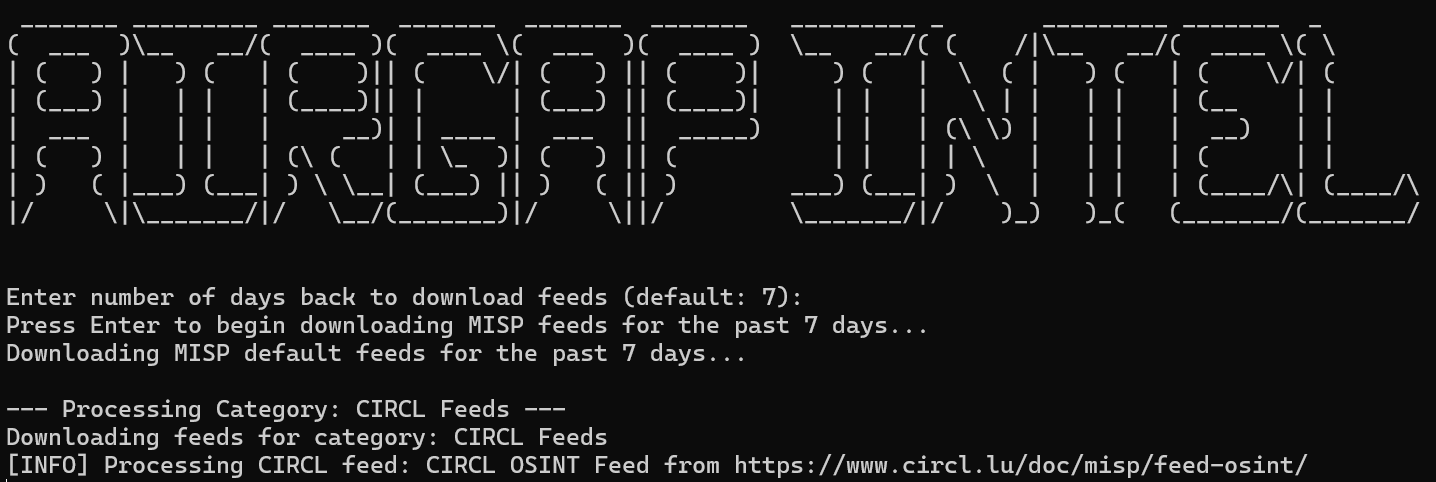 AIRGAP INTEL
Enter number of days back to download feeds (default: 7):
Press Enter to begin downloading MISP feeds for the past 7 days...
Downloading MISP default feeds for the past 7 days...
--- Processing Category: CIRCL Feeds ---
Downloading feeds for category: CIRCL Feeds
[INFO] Processing CIRCL feed: CIRCL OSINT Feed from https://www.circl.lu/doc/misp/feed-osint/